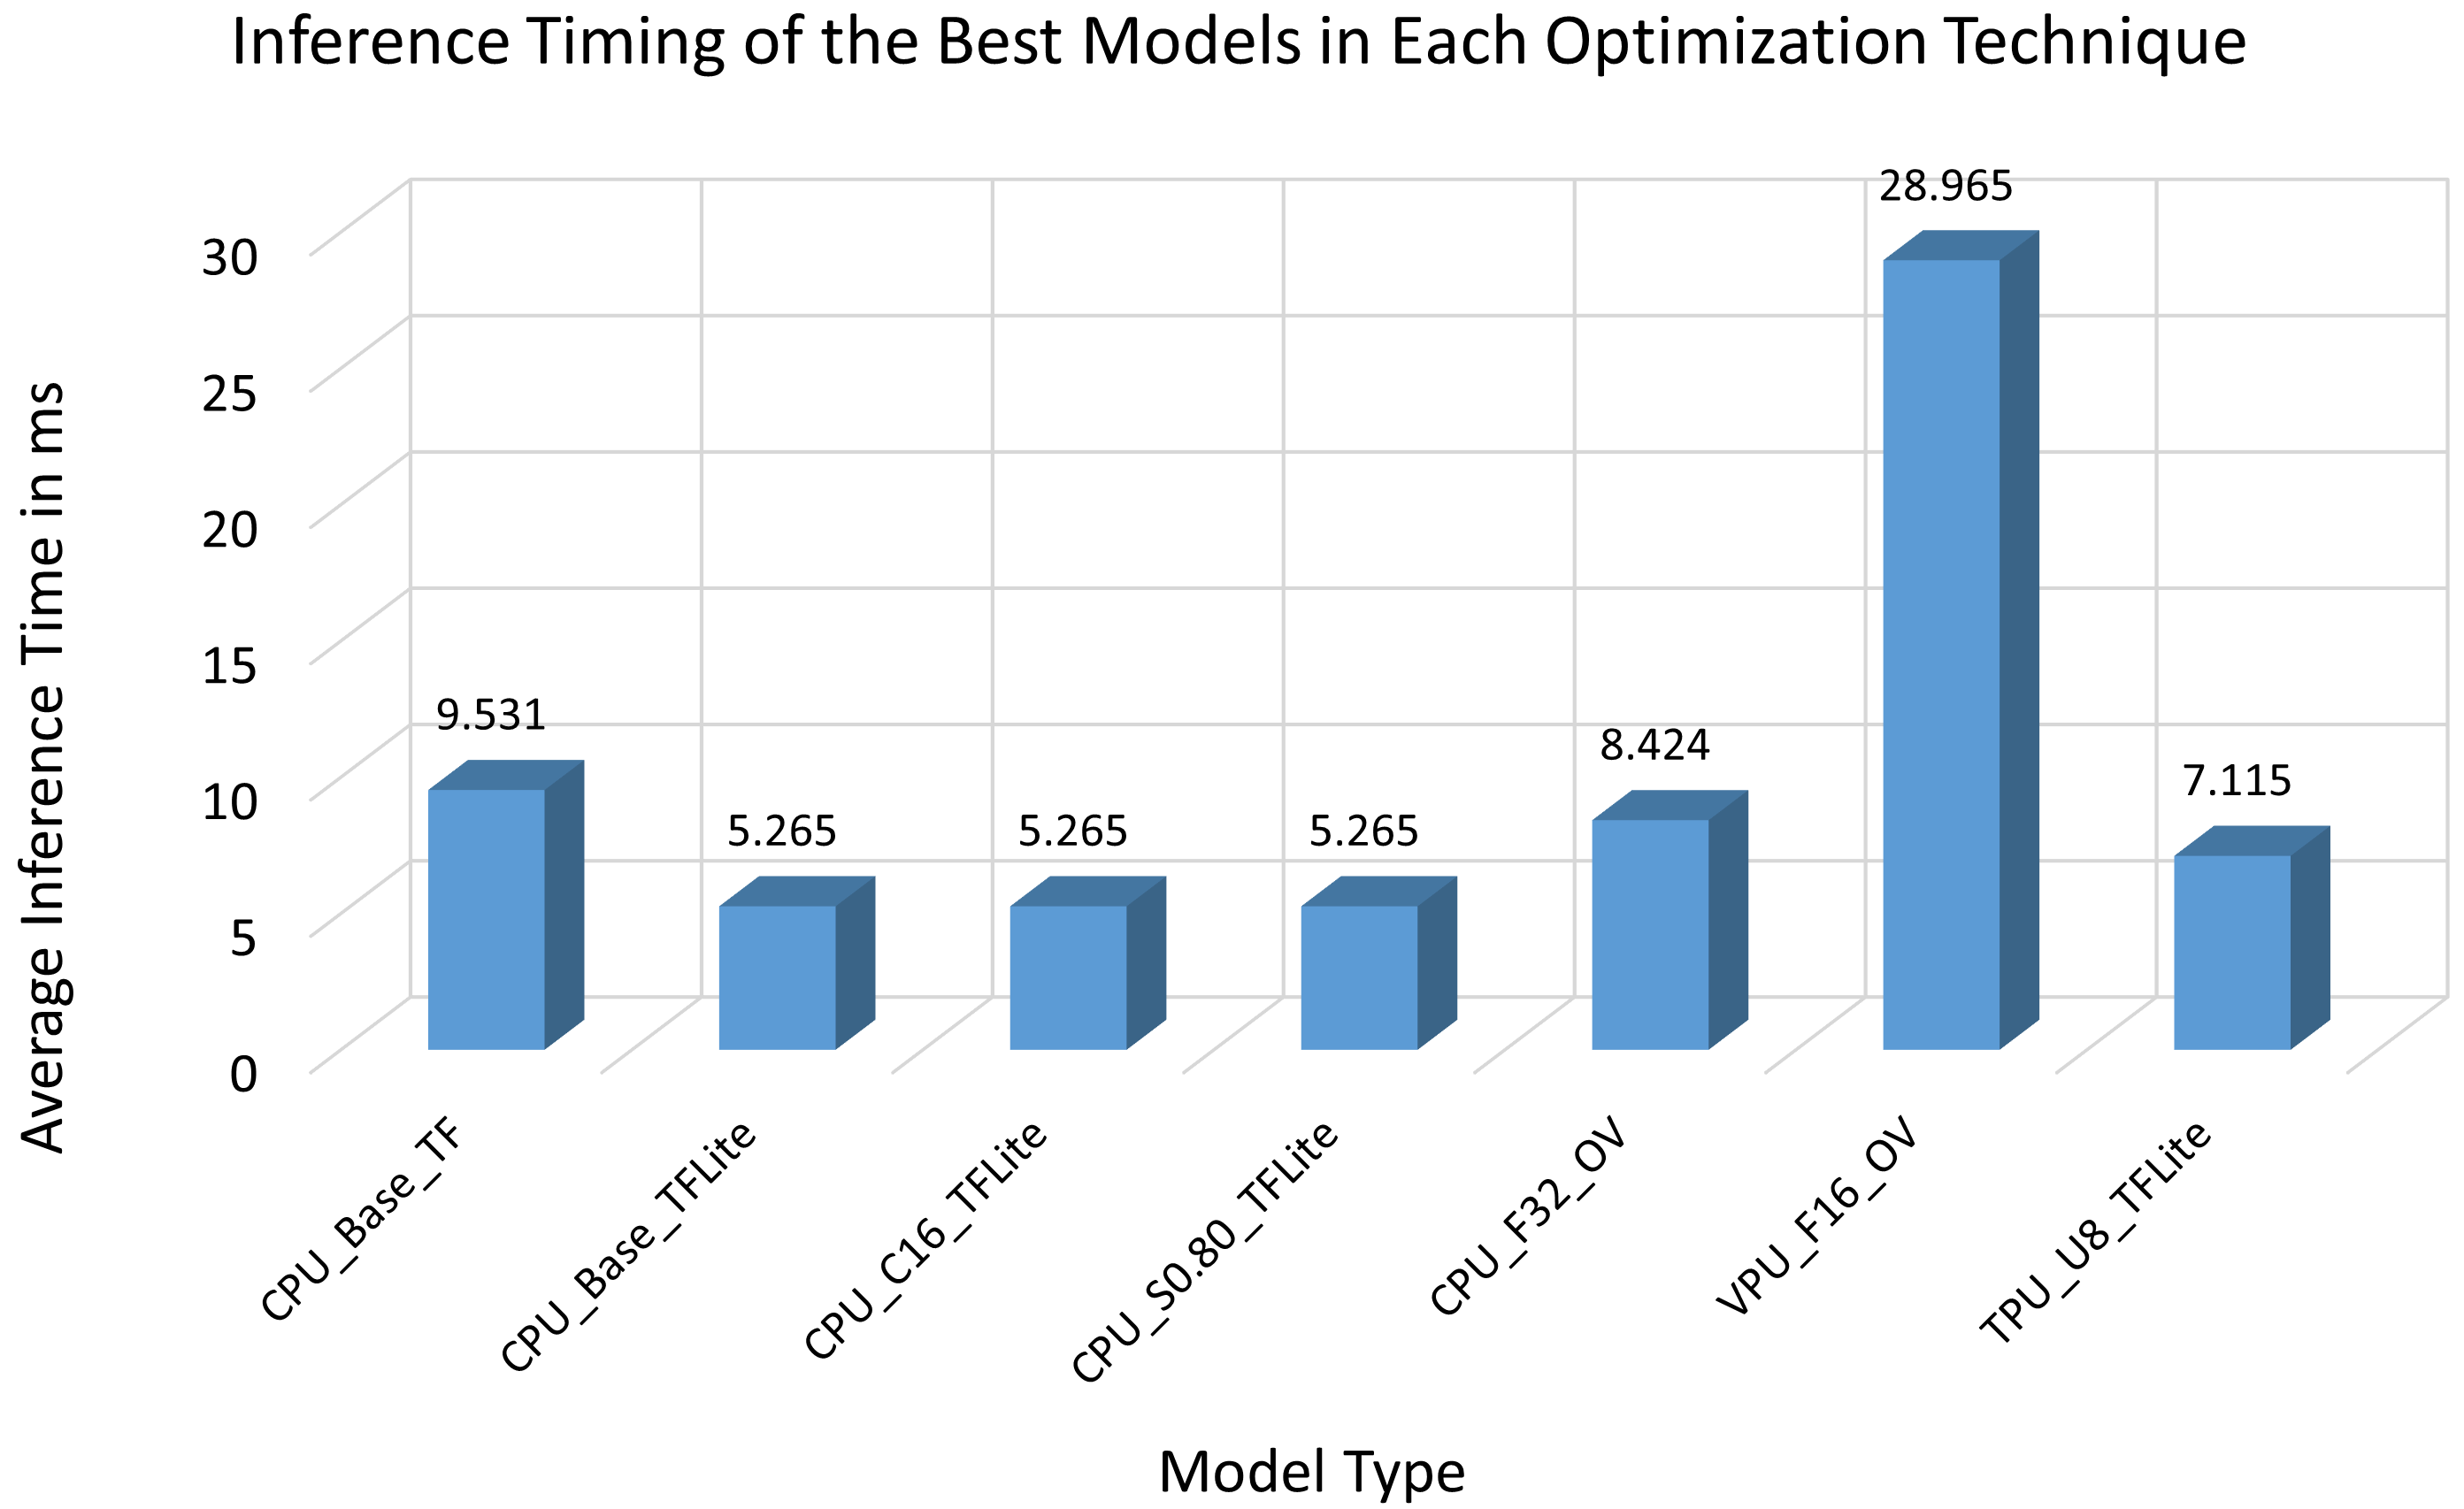 Inference Timing of the Best Models in Each Optimization Technique
Average Inference Time in ms
30
25
20
15
10
5
0
9.531
5.265
5.265
5.265
8.424
28.965
7.115
CPU_Base_TF
CPU_Base_TFLite
CPU_C16_TFLite
CPU_S0.80_TFLite
CPU_F32_OV
VPU_F16_OV
TPU_U8_TFLite
Model Type